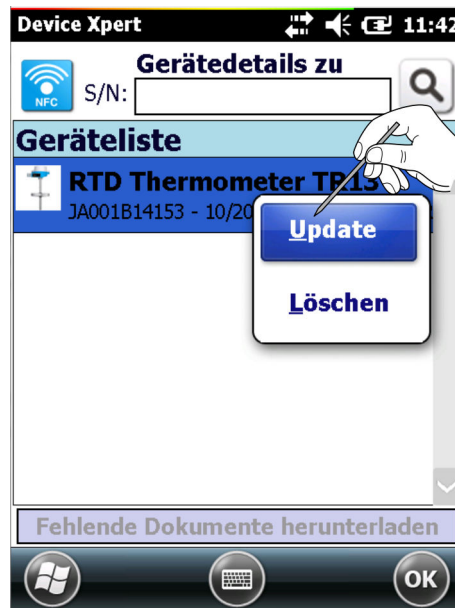 Device Xpert 11:42
Gerätedetails zu
NFC S/N:
Geräteliste
RTD Thermometer TR13
JA001B14153 - 10/20
Update
Löschen
Fehlende Dokumente herunterladen
OK